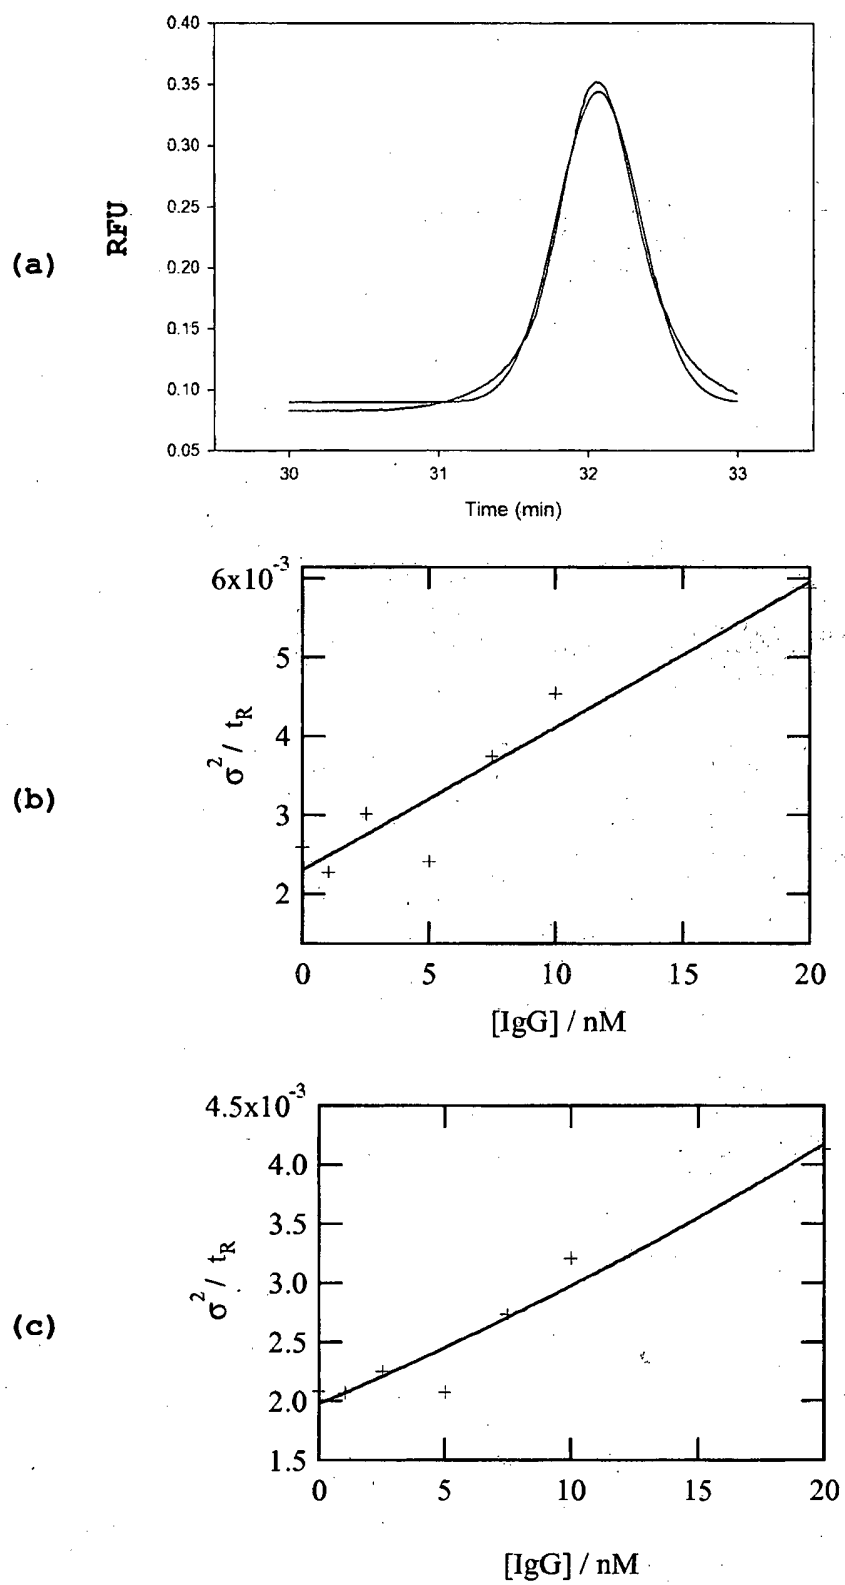 (a)
RFU
0.40
0.35
0.30
0.25
0.20
0.15
0.10
0.05
30 31 32 33
Time (min)
(b)
σ² / tR
6x10⁻³
5
4
3
2
0 5 10 15 20
[IgG] / nM
(c)
σ² / tR
4.5x10⁻³
4.0
3.5
3.0
2.5
2.0
1.5
0 5 10 15 20
[IgG] / nM